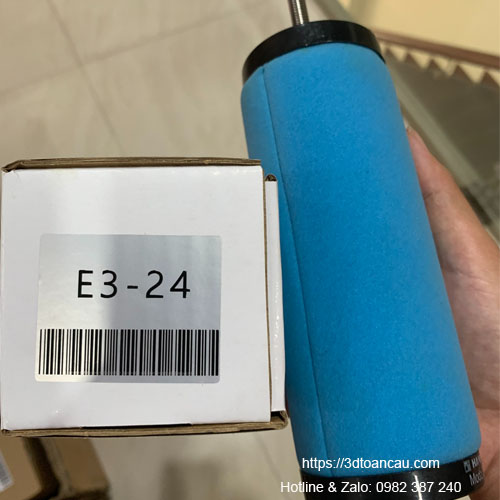 E3-24
https://3dtoancau.com
Hotline & Zalo: 0982 387 240